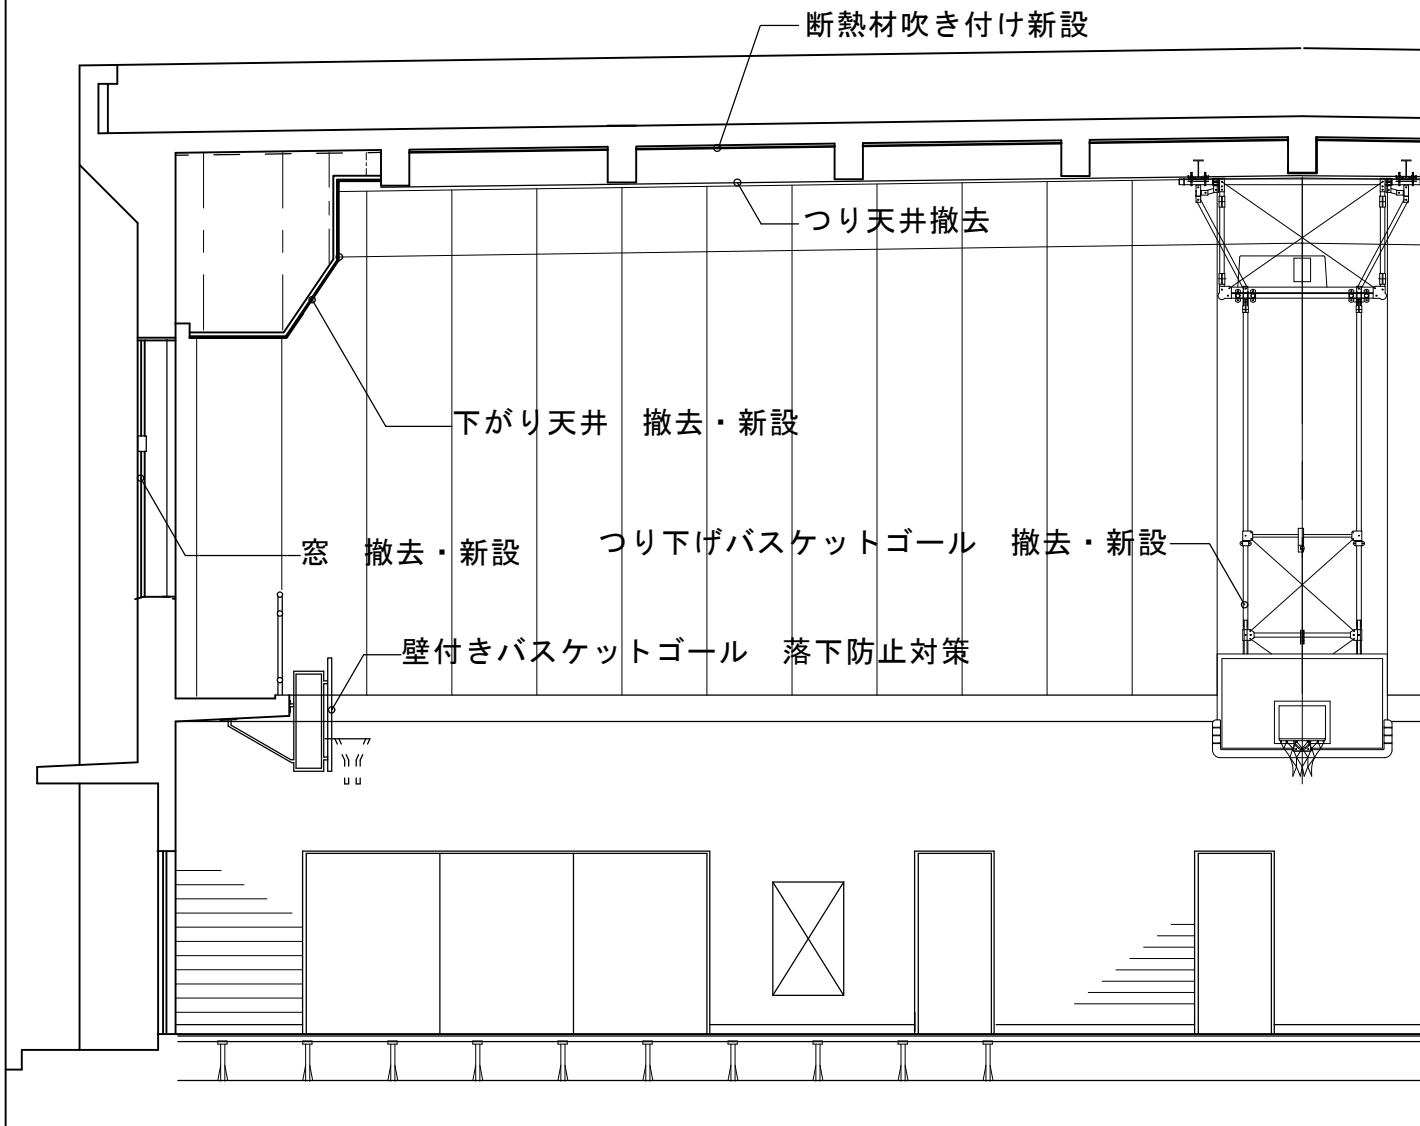 断熱材吹き付け新設
つり天井撤去
下がり天井　撤去・新設
窓　撤去・新設
つり下げバスケットゴール　撤去・新設
壁付きバスケットゴール　落下防止対策